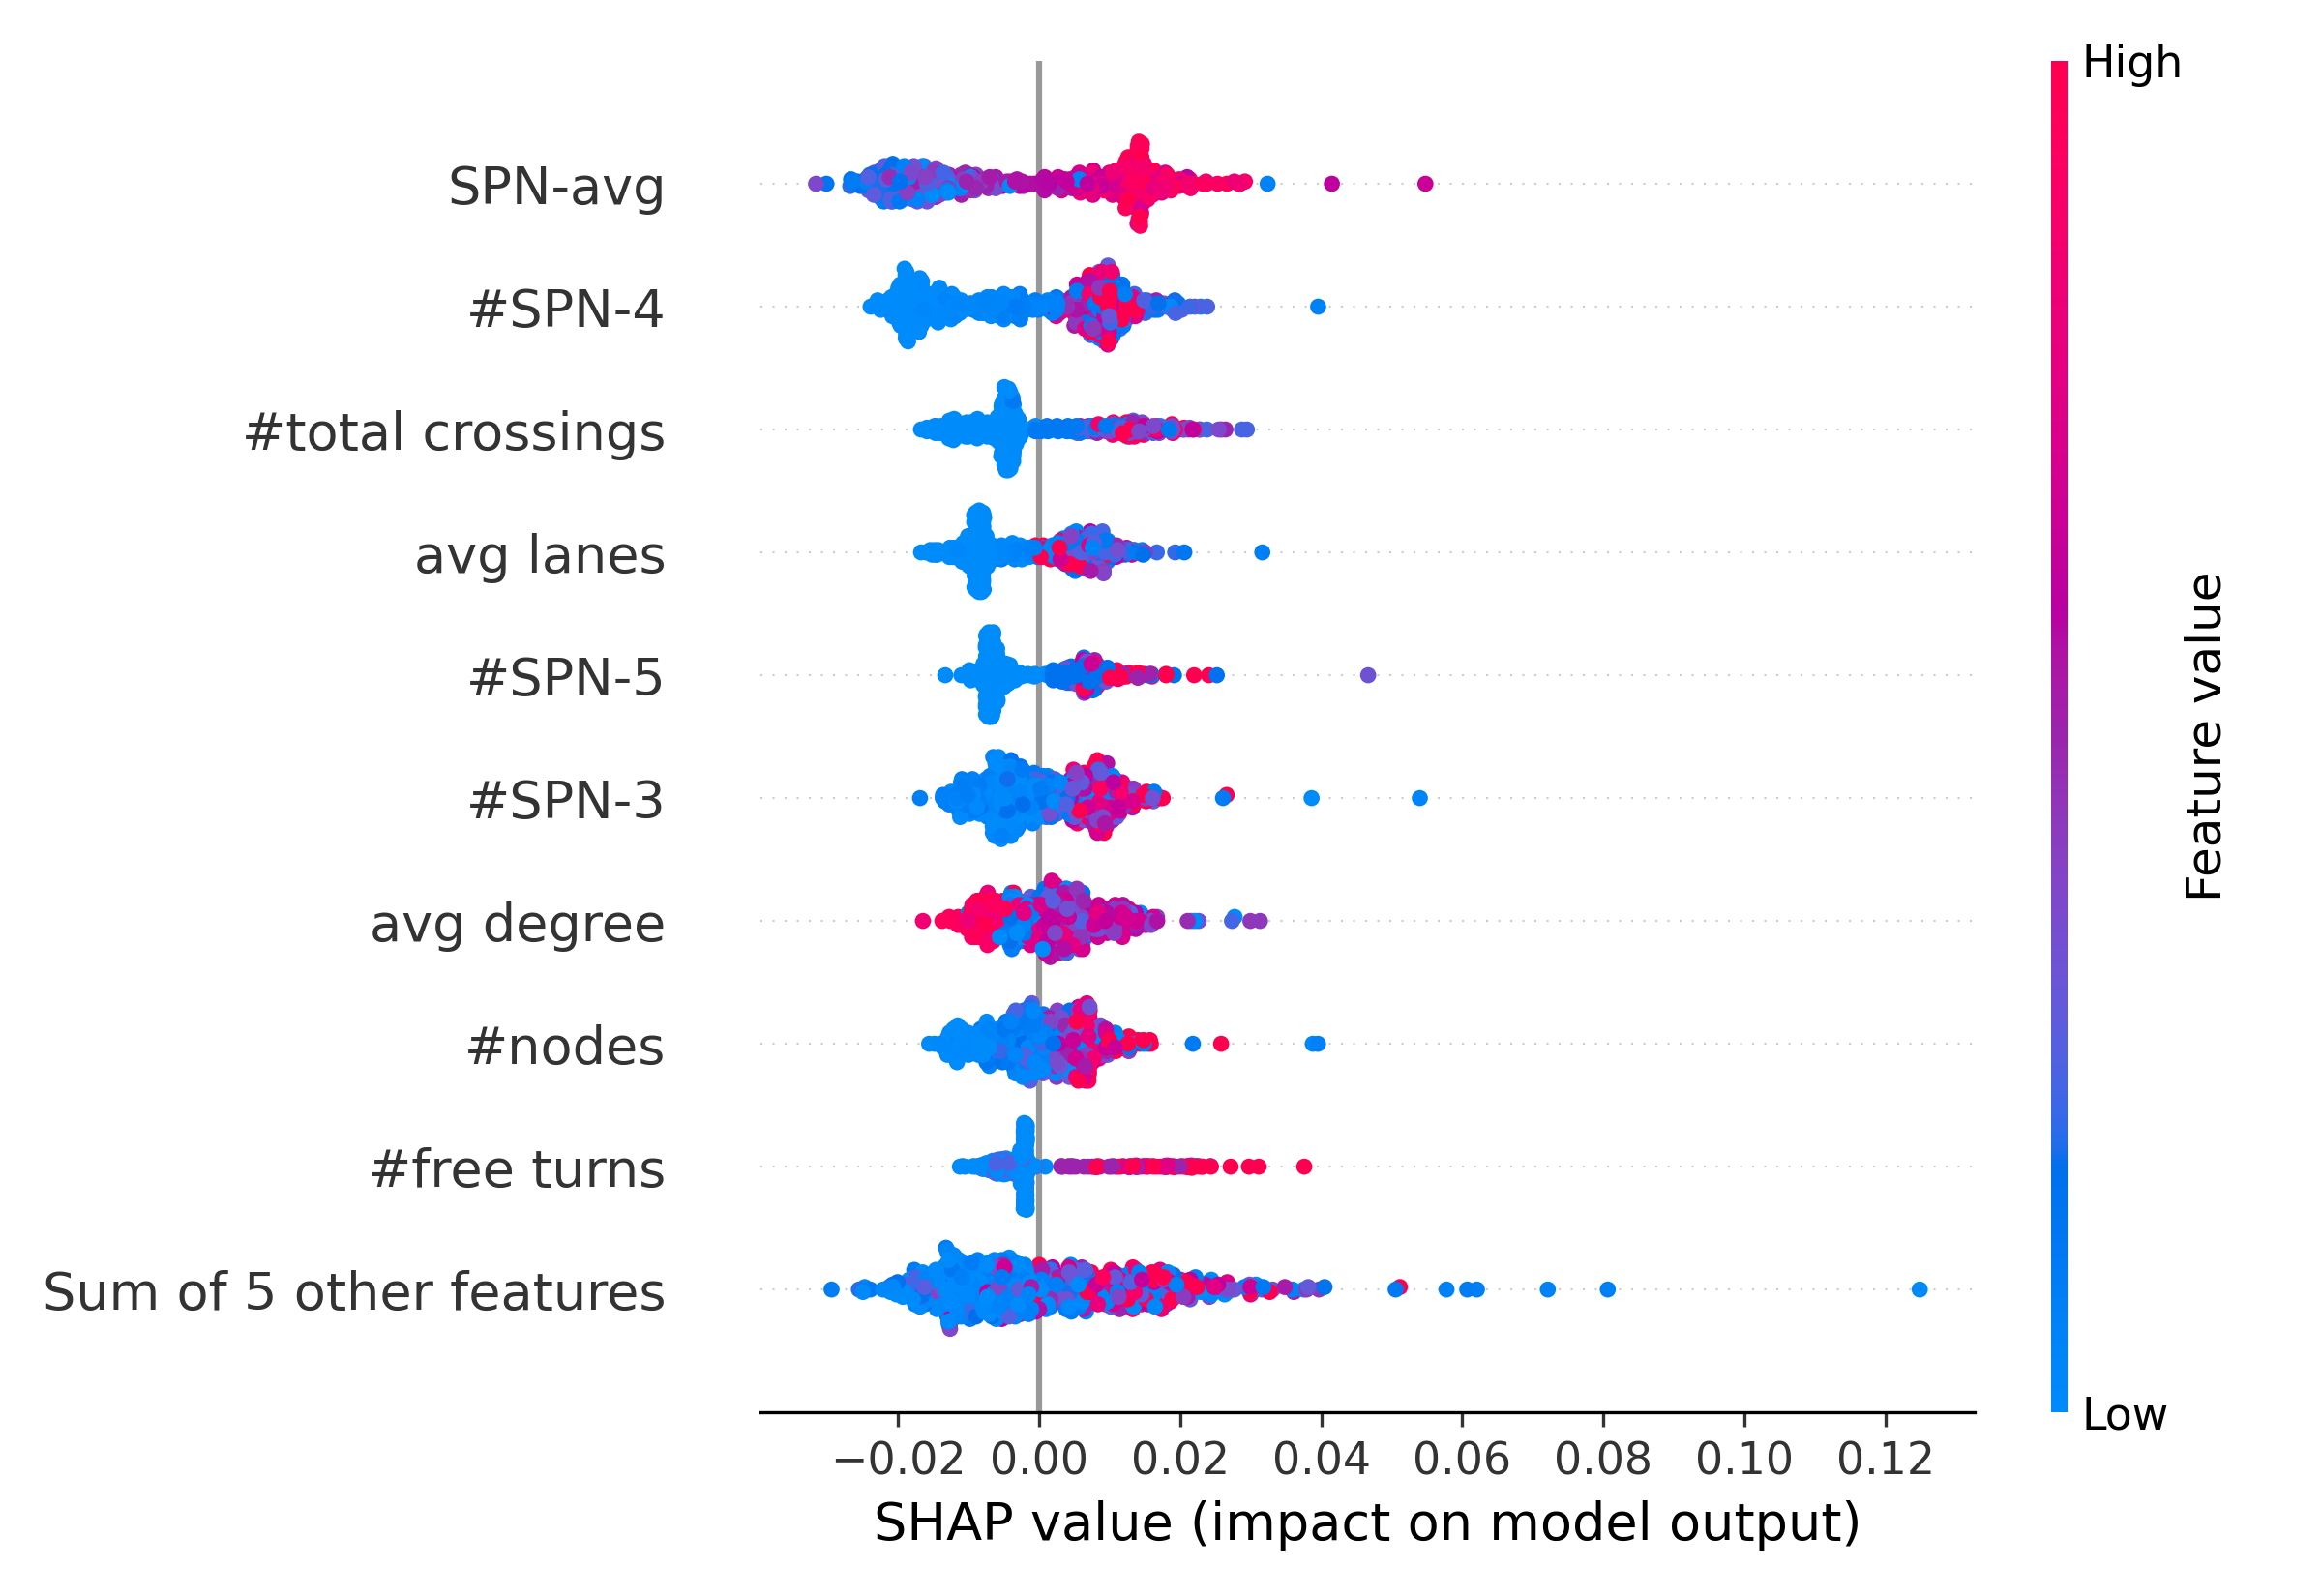 High
SPN-avg
#SPN-4
#total crossings
avg lanes
#SPN-5
#SPN-3
avg degree
#nodes
#free turns
Sum of 5 other features
Feature value
Low
−0.02 0.00 0.02 0.04 0.06 0.08 0.10 0.12
SHAP value (impact on model output)